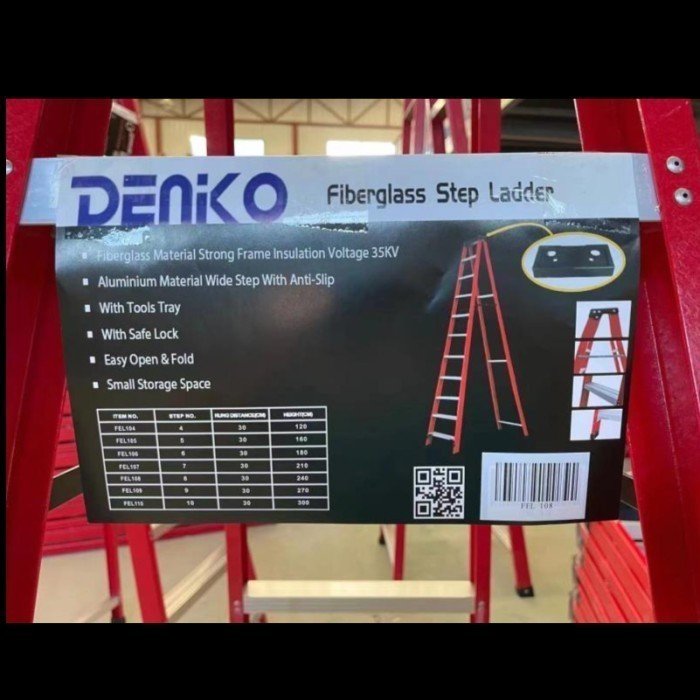 DENiKO
Fiberglass Step Ladder
Fiberglass Material Strong Frame Insulation Voltage 35KV
Aluminium Material Wide Step With Anti-Slip
With Tools Tray
With Safe Lock
Easy Open & Fold
Small Storage Space
ITEM NO. STEP NO. RUNG DISTANCE(CM) HEIGHT(CM)
FEL104 4 30 120
FEL105 5 30 160
FEL106 6 30 180
FEL107 7 30 210
FEL108 8 30 240
FEL109 9 30 270
FEL110 10 30 300
FEL 108